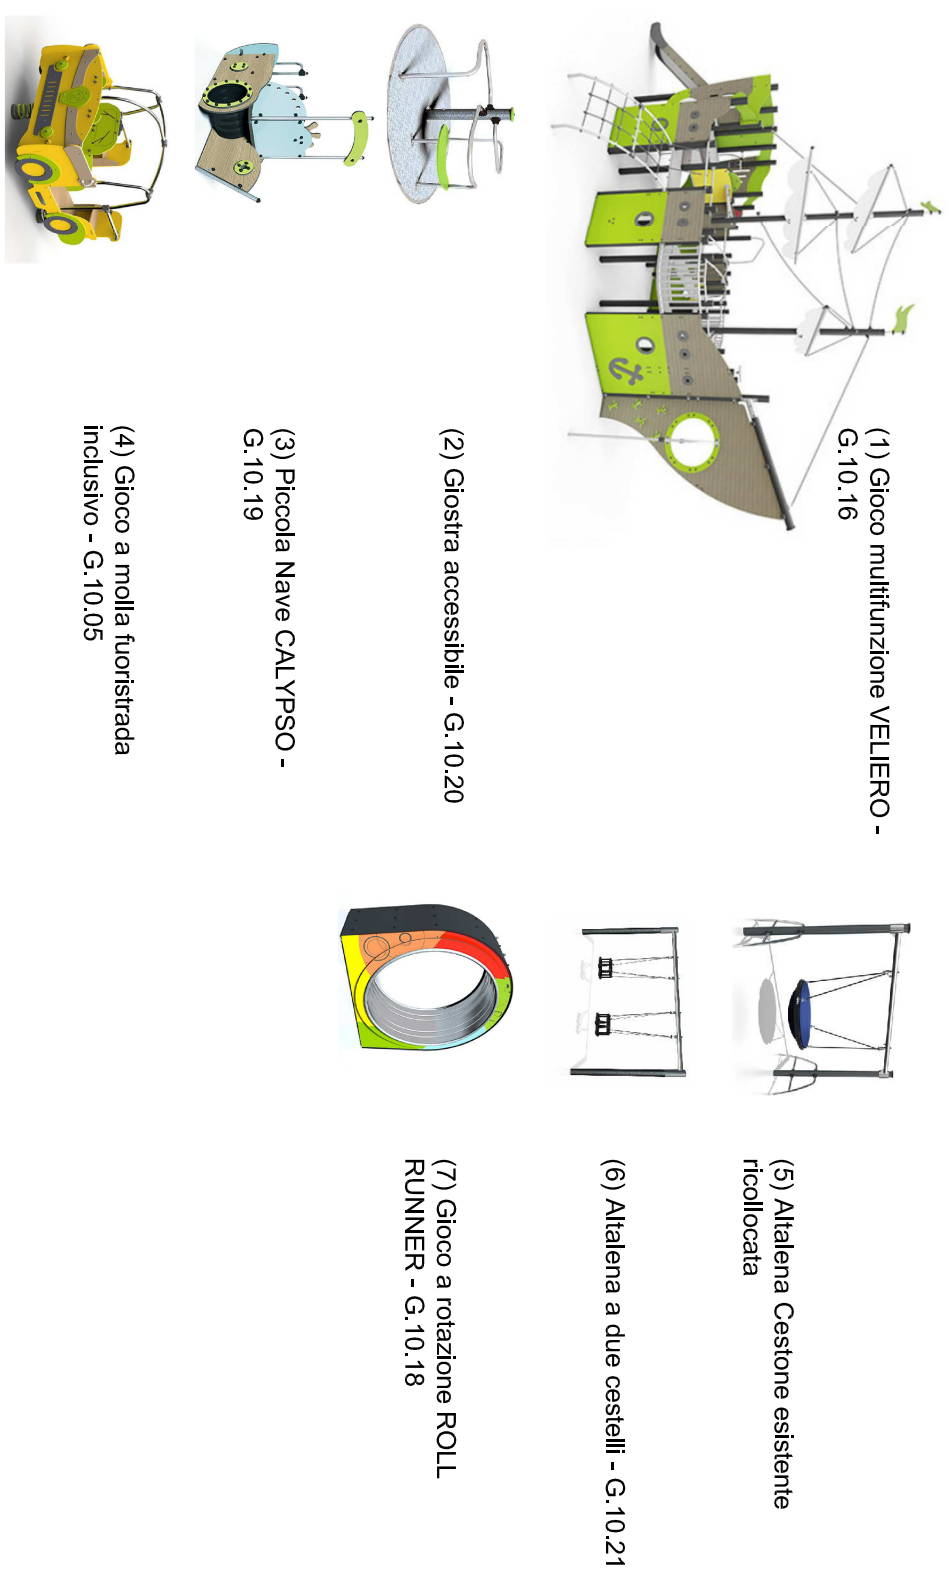 (1) Gioco multifunzione VELIERO -
G.10.16
(2) Giostra accessibile - G.10.20
(3) Piccola Nave CALYPSO -
G.10.19
(4) Gioco a molla fuoristrada
inclusivo - G.10.05
(5) Altalena Cestone esistente
ricollocata
(6) Altalena a due cestelli - G.10.21
(7) Gioco a rotazione ROLL
RUNNER - G.10.18